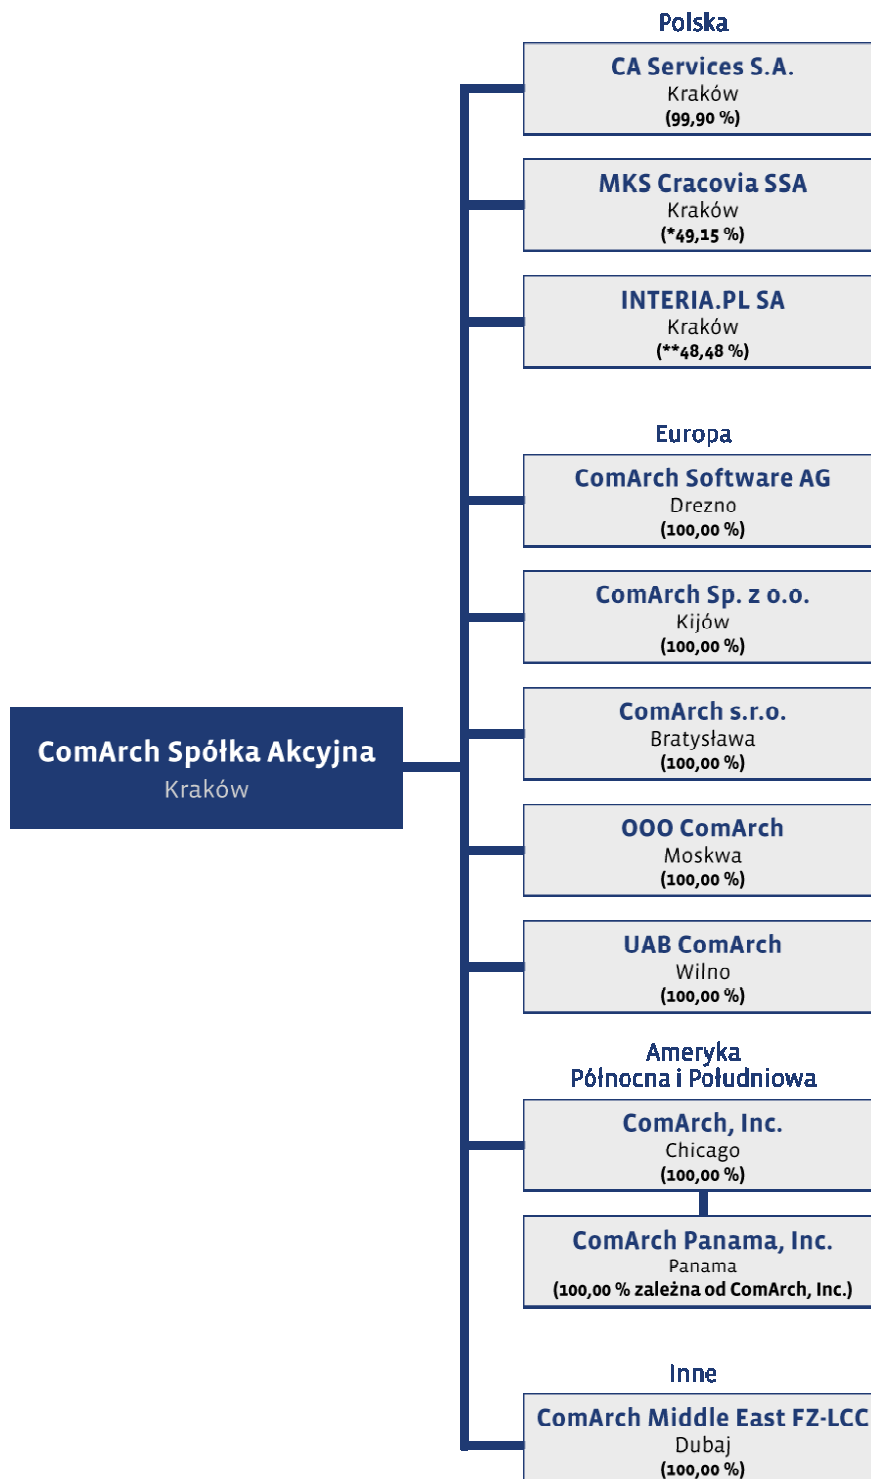 Polska
CA Services S.A.
Kraków
(99,90 %)
MKS Cracovia SSA
Kraków
(*49,15 %)
INTERIA.PL SA
Kraków
(**48,48 %)
Europa
ComArch Software AG
Drezno
(100,00 %)
ComArch Sp. z o.o.
Kijów
(100,00 %)
ComArch s.r.o.
Bratysława
(100,00 %)
ComArch Spółka Akcyjna
Kraków
OOO ComArch
Moskwa
(100,00 %)
UAB ComArch
Wilno
(100,00 %)
Ameryka
Północna i Południowa
ComArch, Inc.
Chicago
(100,00 %)
ComArch Panama, Inc.
Panama
(100,00 % zależna od ComArch, Inc.)
Inne
ComArch Middle East FZ-LCC
Dubaj
(100,00 %)